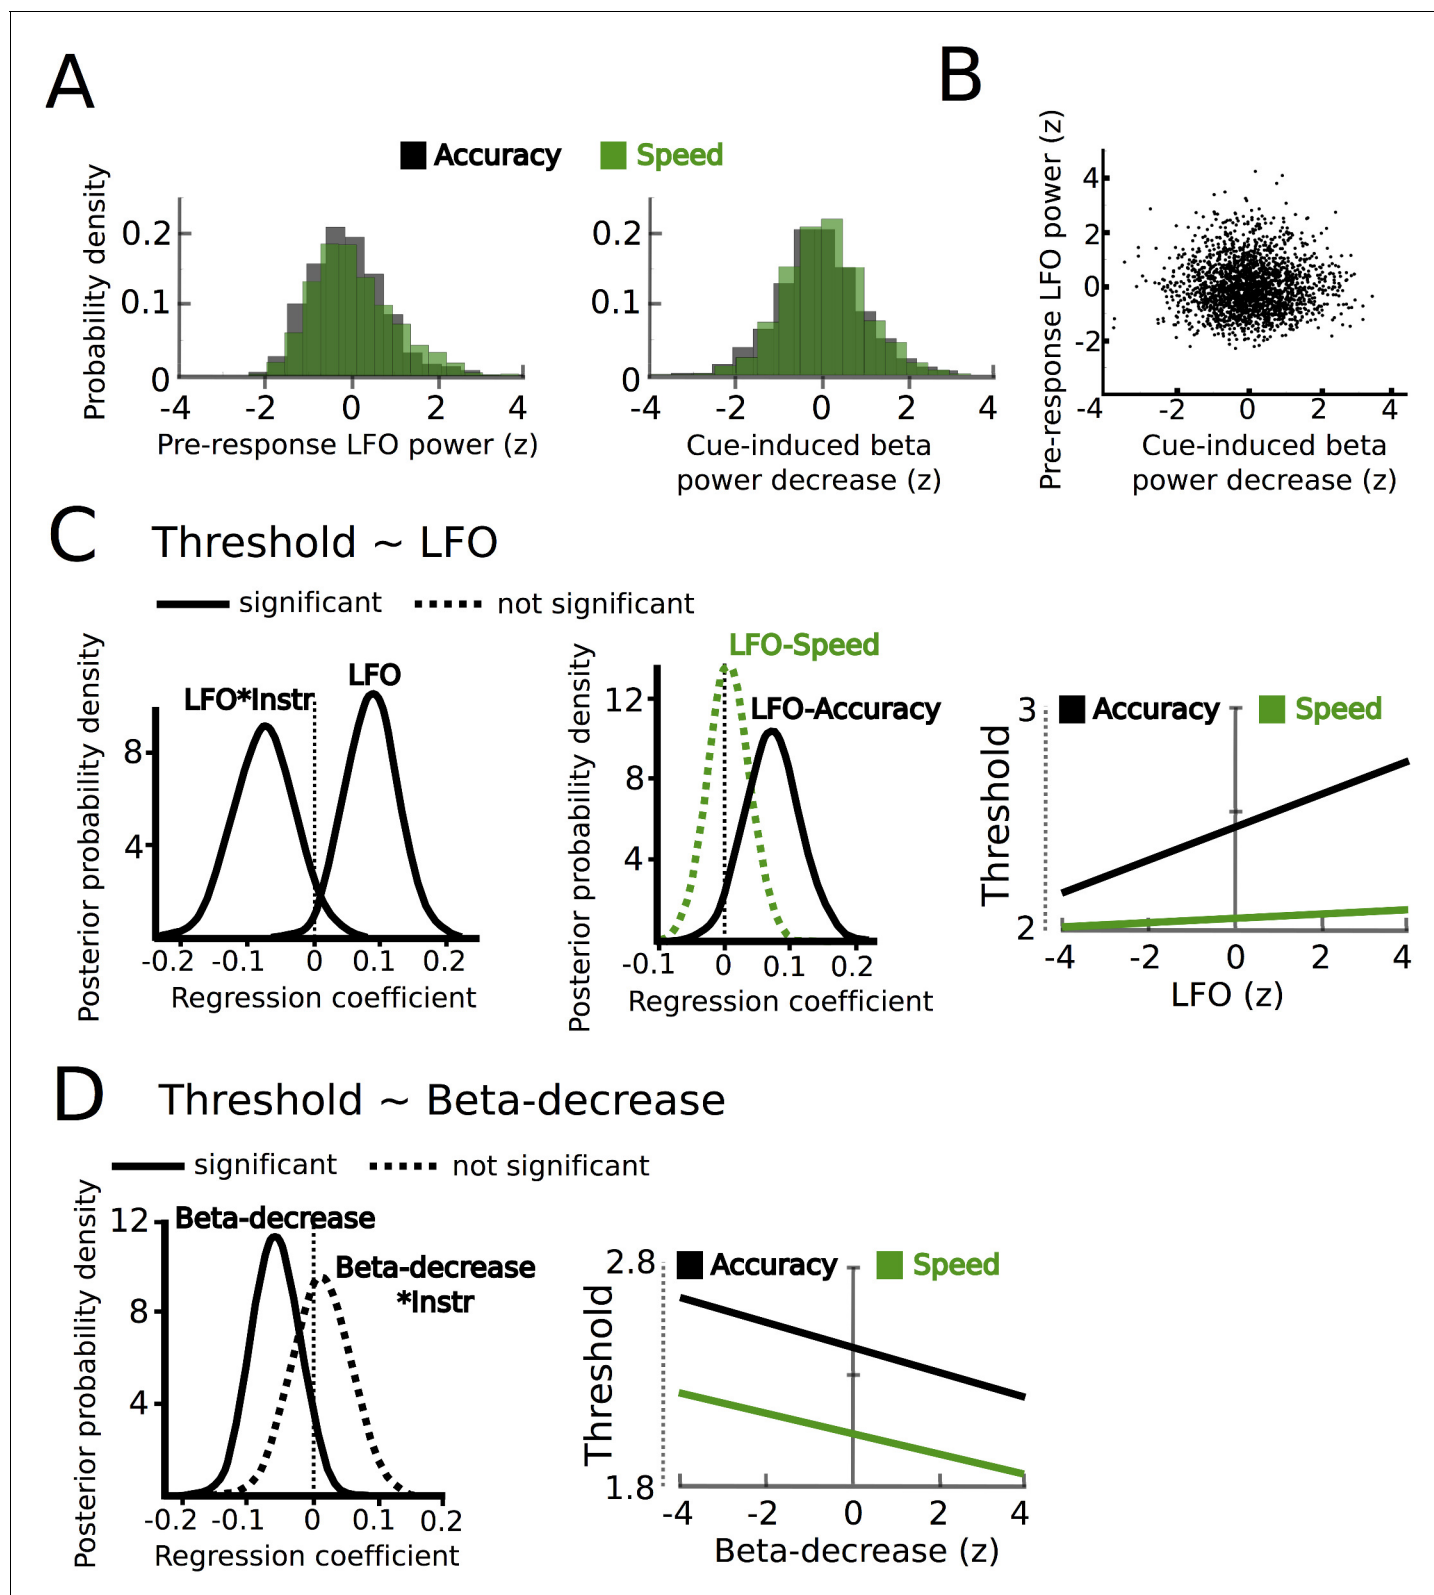 A
B
Accuracy Speed
Probability density
0.2
0.1
0
-4 -2 0 2 4
Pre-response LFO power (z)
0.2
0.1
0
-4 -2 0 2 4
Cue-induced beta
power decrease (z)
Pre-response LFO power (z)
4
2
0
-2
-4 -2 0 2 4
Cue-induced beta
power decrease (z)
C Threshold ~ LFO
significant not significant
Posterior probability density
LFO*Instr
LFO
8
4
-0.2 -0.1 0 0.1 0.2
Regression coefficient
Posterior probability density
LFO-Speed
LFO-Accuracy
12
8
4
-0.1 0 0.1 0.2
Regression coefficient
Accuracy Speed
Threshold
3
2
-4 -2 0 2 4
LFO (z)
D Threshold ~ Beta-decrease
significant not significant
Posterior probability density
12
8
4
Beta-decrease
Beta-decrease
*Instr
-0.2 -0.1 0 0.1 0.2
Regression coefficient
Accuracy Speed
Threshold
2.8
1.8
-4 -2 0 2 4
Beta-decrease (z)